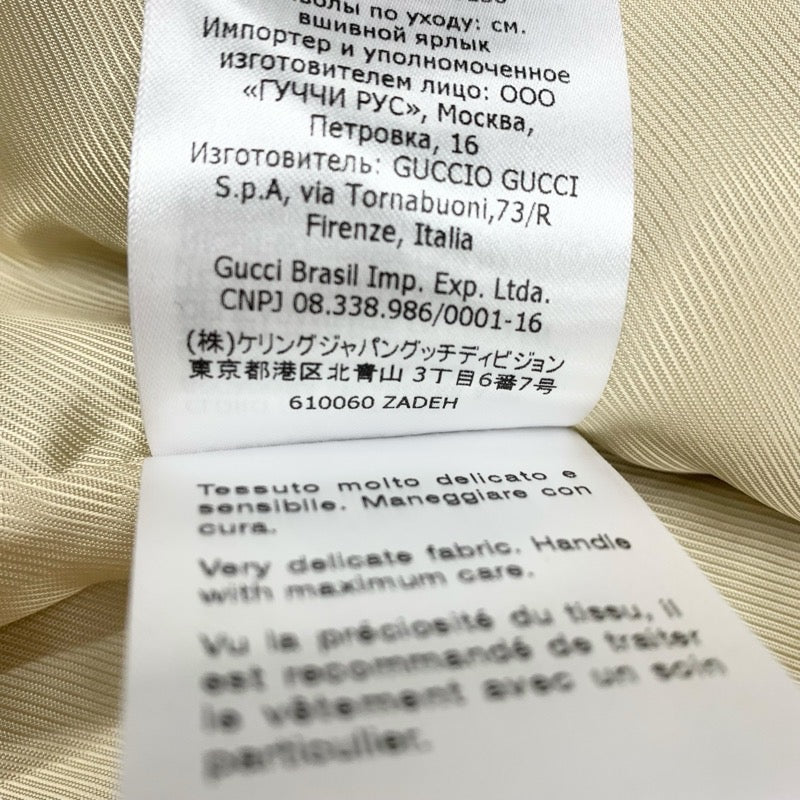 по уходу: см.
вшивной ярлык
Импортер и уполномоченное
изготовителем лицо: ООО
«ГУЧЧИ РУС», Москва,
Петровка, 16
Изготовитель: GUCCIO GUCCI
S.p.A, via Tornabuoni,73/R
Firenze, Italia
Gucci Brasil Imp. Exp. Ltda.
CNPJ 08.338.986/0001-16
(株)ケリングジャパングッチディビジョン
東京都港区北青山 3丁目6番7号
610060 ZADEH
Tessuto molto delicato e
sensibile. Maneggiare con
cura.
Very delicate fabric. Handle
with maximum care.
Vu la préciosité du tissu, il
est recommandé de traiter
le vêtement avec un soin
particulier.